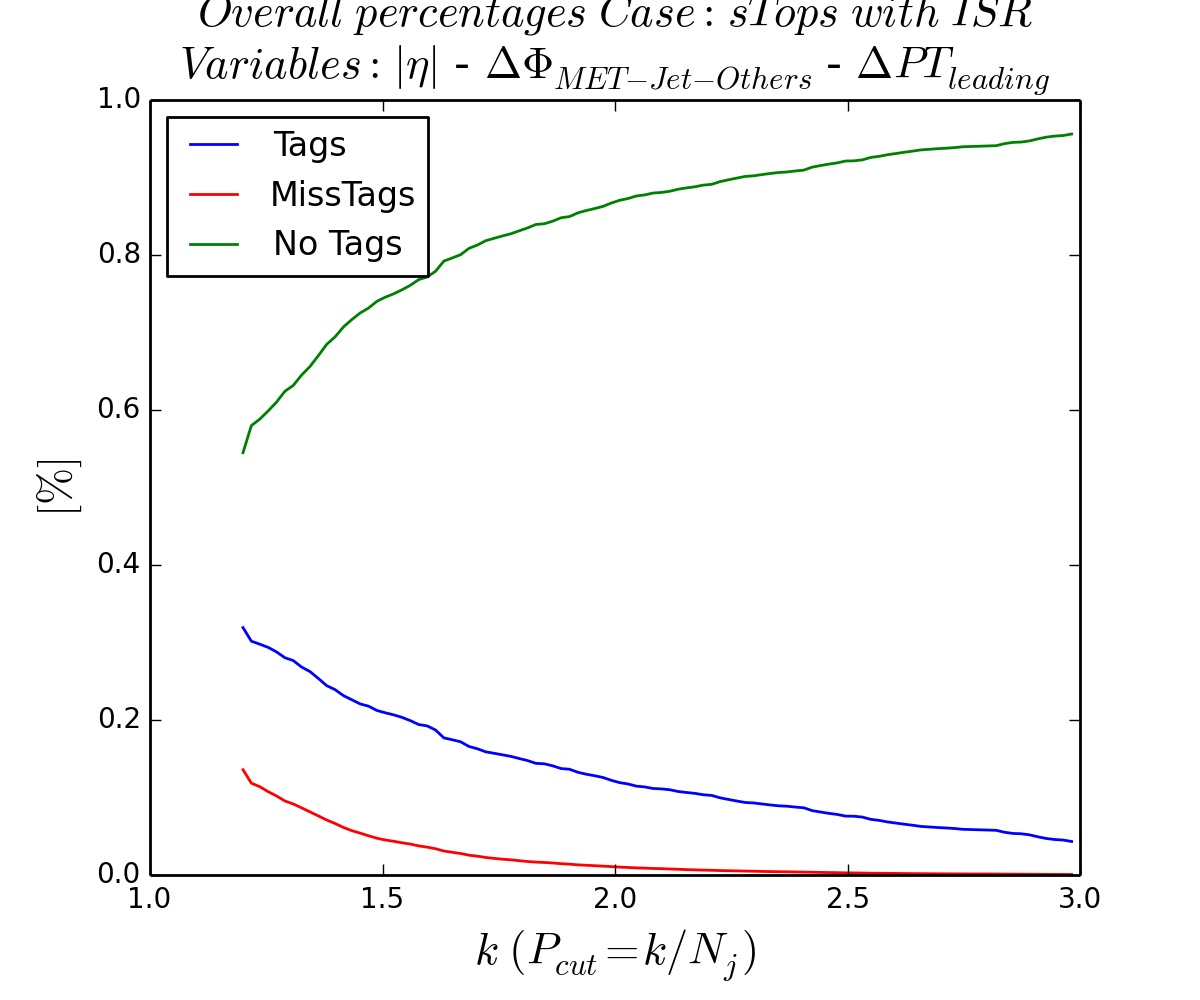 Overall percentages Case: sTops with ISR
Variables: |η| - ΔΦ_{MET-Jet-Others} - ΔPT_{leading}
1.0
Tags
MissTags
No Tags
0.8
0.6
[%]
0.4
0.2
0.0
1.0 1.5 2.0 2.5 3.0
k (P_{cut}=k/N_j)